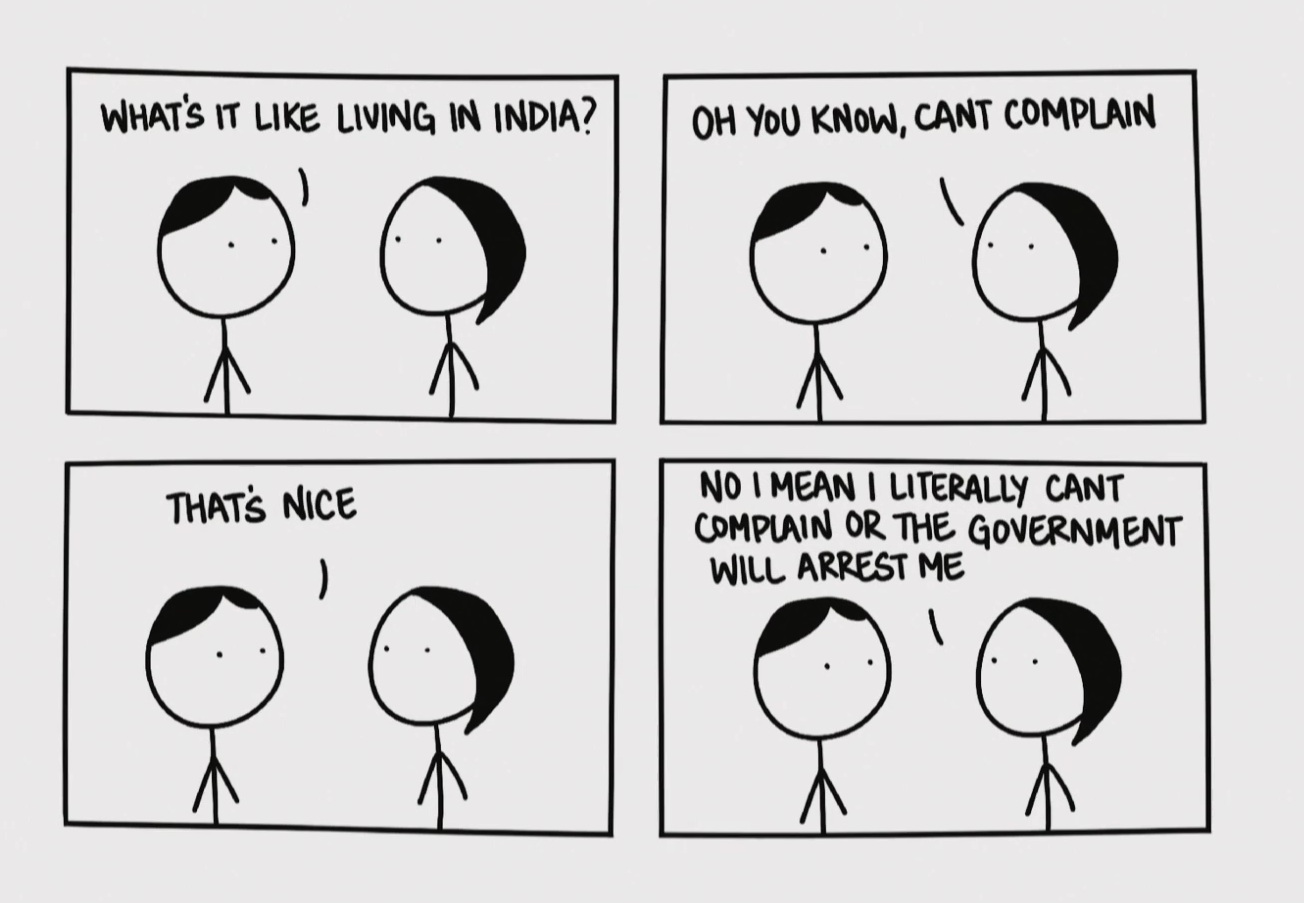 WHAT'S IT LIKE LIVING IN INDIA?
OH YOU KNOW, CANT COMPLAIN
THAT'S NICE
NO I MEAN I LITERALLY CANT
COMPLAIN OR THE GOVERNMENT
WILL ARREST ME